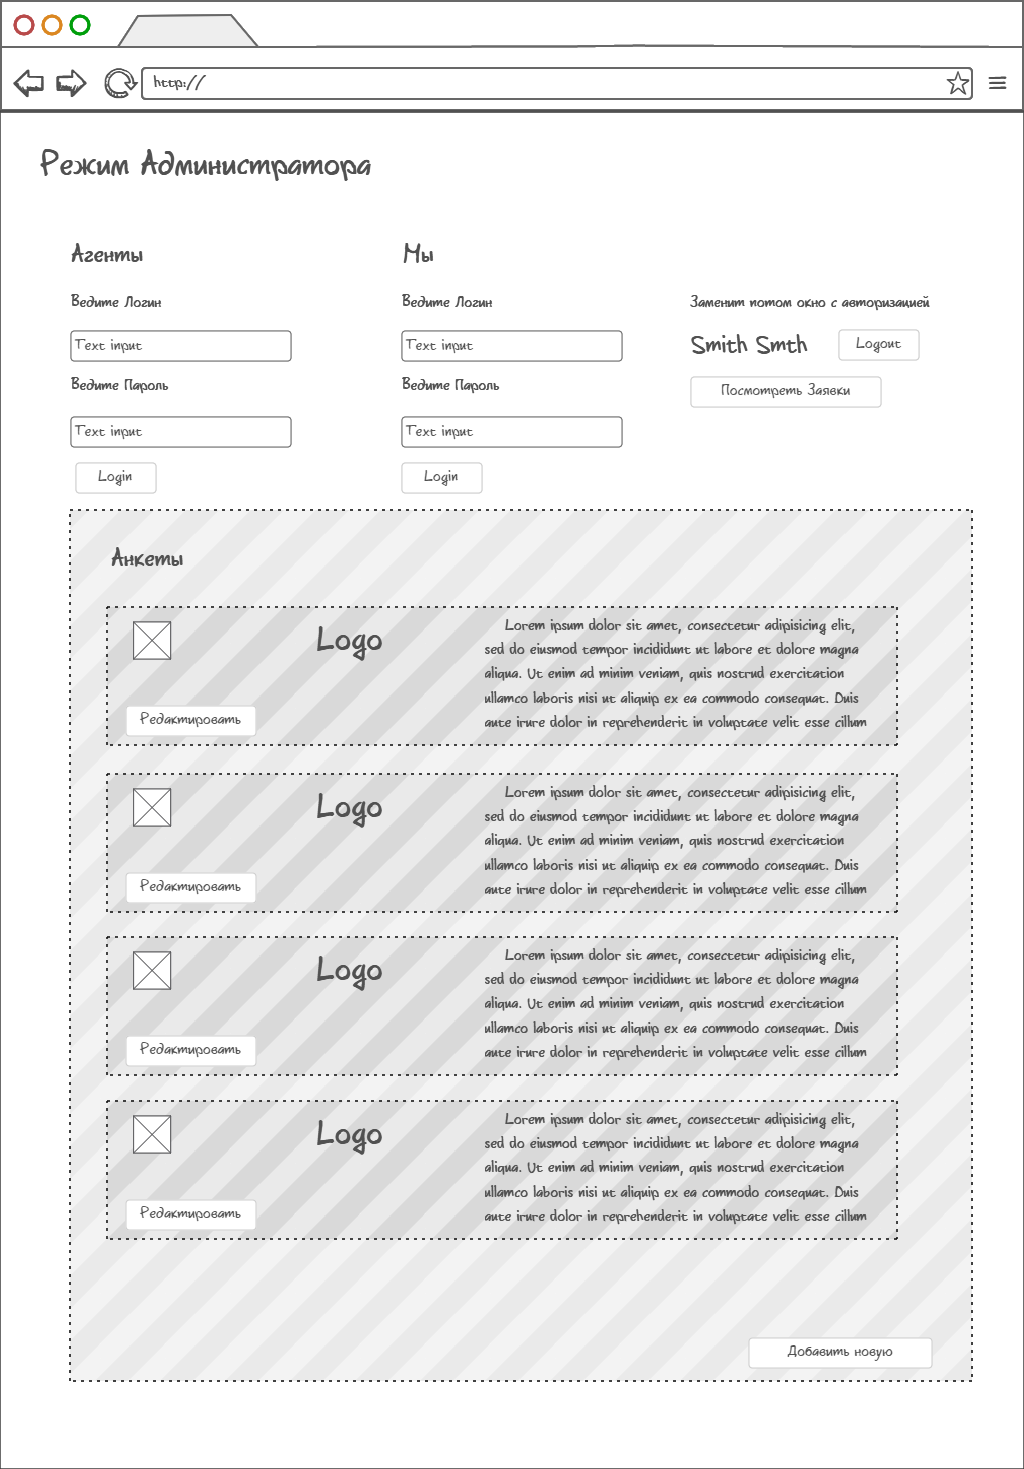 http://
Режим Администратора
Агенты
Ведите Логин
Text input
Ведите Пароль
Text input
Login
Мы
Ведите Логин
Text input
Ведите Пароль
Text input
Login
Заменит потом окно с авторизацией
Smith Smth
Logout
Посмотреть Заявки
Анкеты
Logo
Редактировать
Lorem ipsum dolor sit amet, consectetur adipisicing elit,
sed do eiusmod tempor incididunt ut labore et dolore magna
aliqua. Ut enim ad minim veniam, quis nostrud exercitation
ullamco laboris nisi ut aliquip ex ea commodo consequat. Duis
aute irure dolor in reprehenderit in voluptate velit esse cillum
Logo
Редактировать
Lorem ipsum dolor sit amet, consectetur adipisicing elit,
sed do eiusmod tempor incididunt ut labore et dolore magna
aliqua. Ut enim ad minim veniam, quis nostrud exercitation
ullamco laboris nisi ut aliquip ex ea commodo consequat. Duis
aute irure dolor in reprehenderit in voluptate velit esse cillum
Logo
Редактировать
Lorem ipsum dolor sit amet, consectetur adipisicing elit,
sed do eiusmod tempor incididunt ut labore et dolore magna
aliqua. Ut enim ad minim veniam, quis nostrud exercitation
ullamco laboris nisi ut aliquip ex ea commodo consequat. Duis
aute irure dolor in reprehenderit in voluptate velit esse cillum
Logo
Редактировать
Lorem ipsum dolor sit amet, consectetur adipisicing elit,
sed do eiusmod tempor incididunt ut labore et dolore magna
aliqua. Ut enim ad minim veniam, quis nostrud exercitation
ullamco laboris nisi ut aliquip ex ea commodo consequat. Duis
aute irure dolor in reprehenderit in voluptate velit esse cillum
Добавить новую